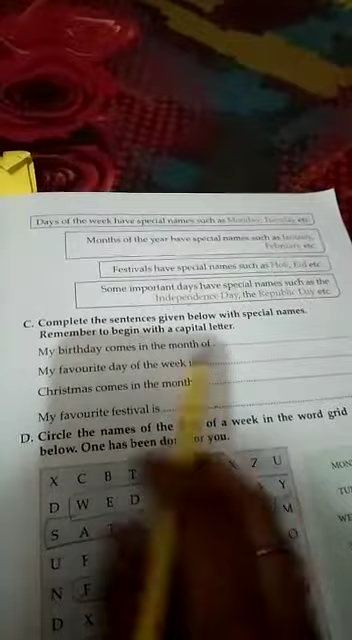 Days of the week have special names such as Monday, Tuesday etc.
Months of the year have special names such as January,
February etc.
Festivals have special names such as Holi, Eid etc.
Some important days have special names such as the
Independence Day, the Republic Day etc.
C. Complete the sentences given below with special names.
Remember to begin with a capital letter.
My birthday comes in the month of
My favourite day of the week
Christmas comes in the month
My favourite festival is
D. Circle the names of the of a week in the word grid
below. One has been for you.
X C B T Z U
D W E D Y
S A M
U F O
N F
D X
MON
TU
WE